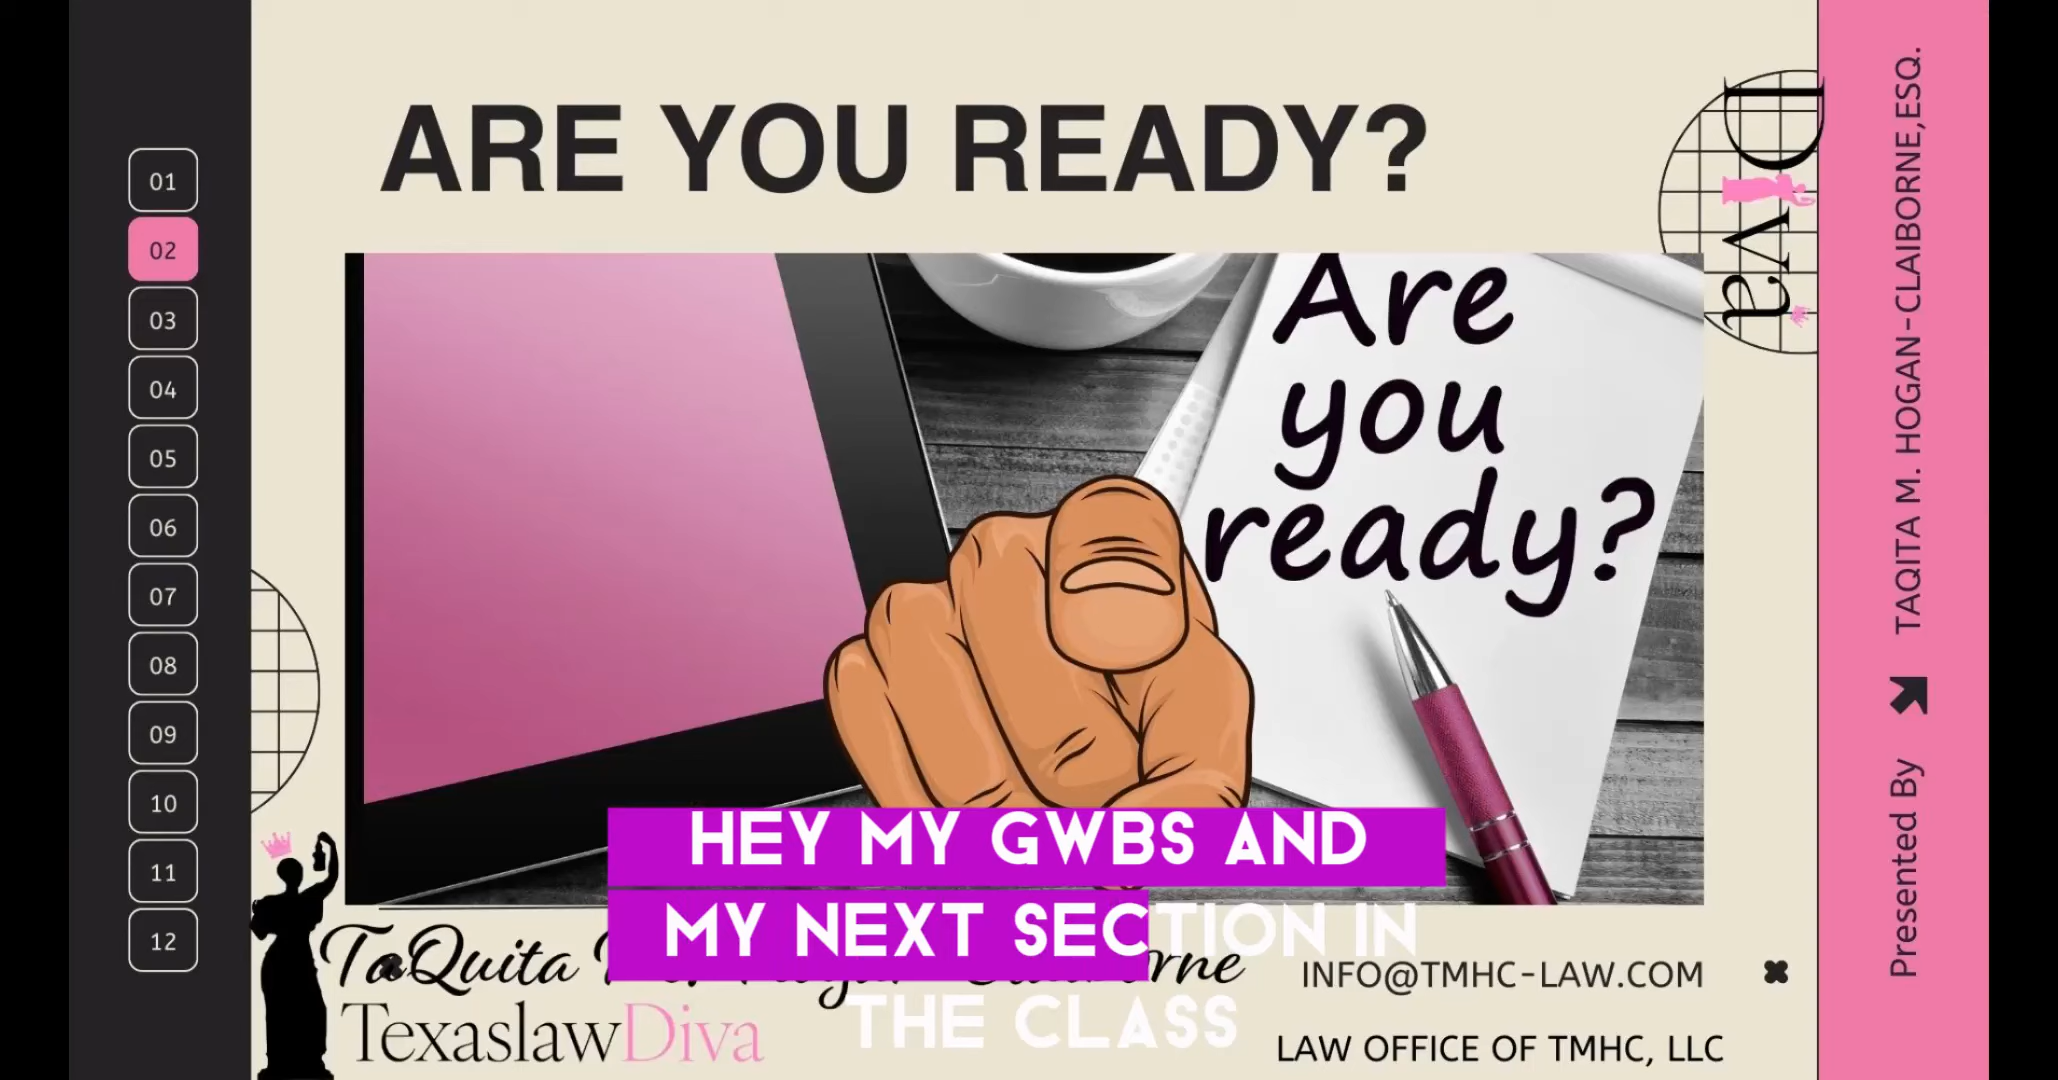 ARE YOU READY?
01
02
03
04
05
06
07
08
09
10
11
12
Are
you
ready?
Diva
TAQITA M. HOGAN-CLAIBORNE,ESQ.
Presented By
HEY MY GWBS AND
MY NEXT SECTION IN
THE CLASS
TaQuita
TexaslawDiva
INFO@TMHC-LAW.COM
LAW OFFICE OF TMHC, LLC